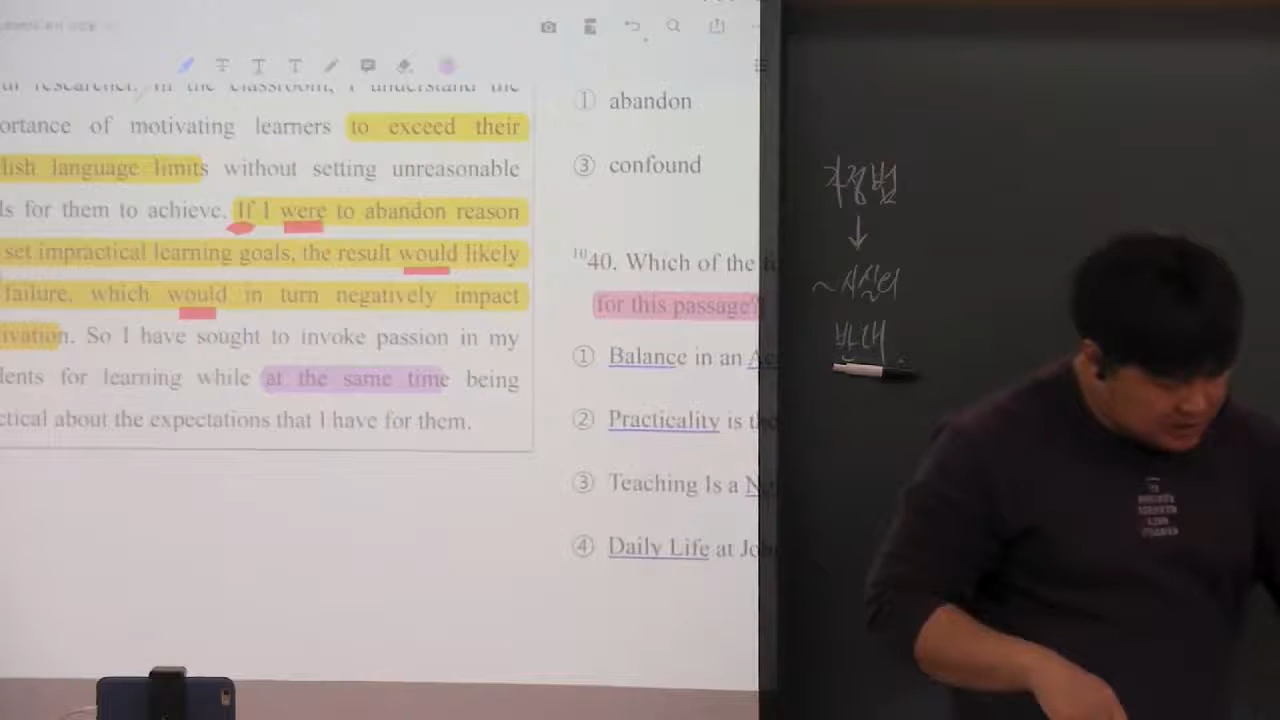 researcher. In the classroom, I understand the
ortance of motivating learners to exceed their
lish language limits without setting unreasonable
ls for them to achieve. If I were to abandon reason
set impractical learning goals, the result would likely
failure, which would in turn negatively impact
ivation. So I have sought to invoke passion in my
dents for learning while at the same time being
ctical about the expectations that I have for them.
① abandon
③ confound
40. Which of the
for this passage?
① Balance in an
② Practicality is
③ Teaching Is a
④ Daily Life at
가정법
↓
반대